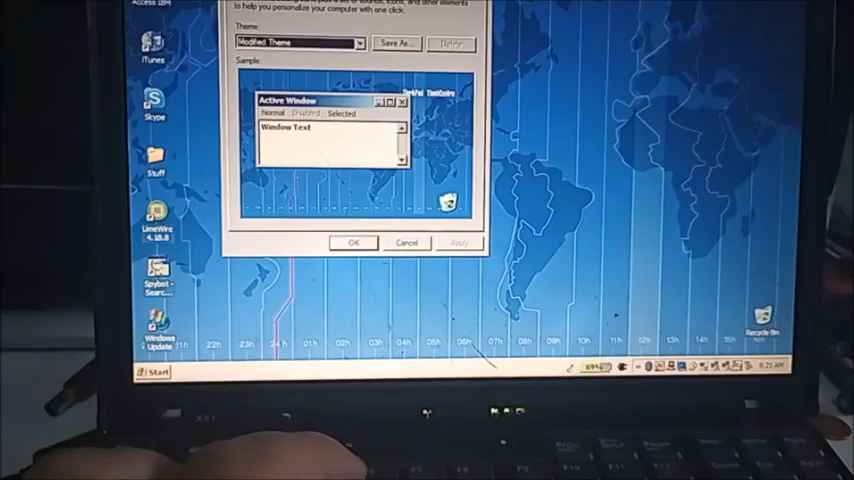 Access IBM
to help you personalize your computer with one click.
Theme:
Modified Theme
Save As...
Delete
Sample:
Active Window
Normal Disabled Selected
Window Text
OK
Cancel
Apply
iTunes
Skype
Stuff
LimeWire
4.18.8
Spybot -
Searc...
Windows
Update
Recycle Bin
22h 23h 24h 01h 02h 03h 04h 05h 06h 07h 08h 09h 10h 11h 12h 13h 14h 15h
Start
89%
8:21 AM
X41